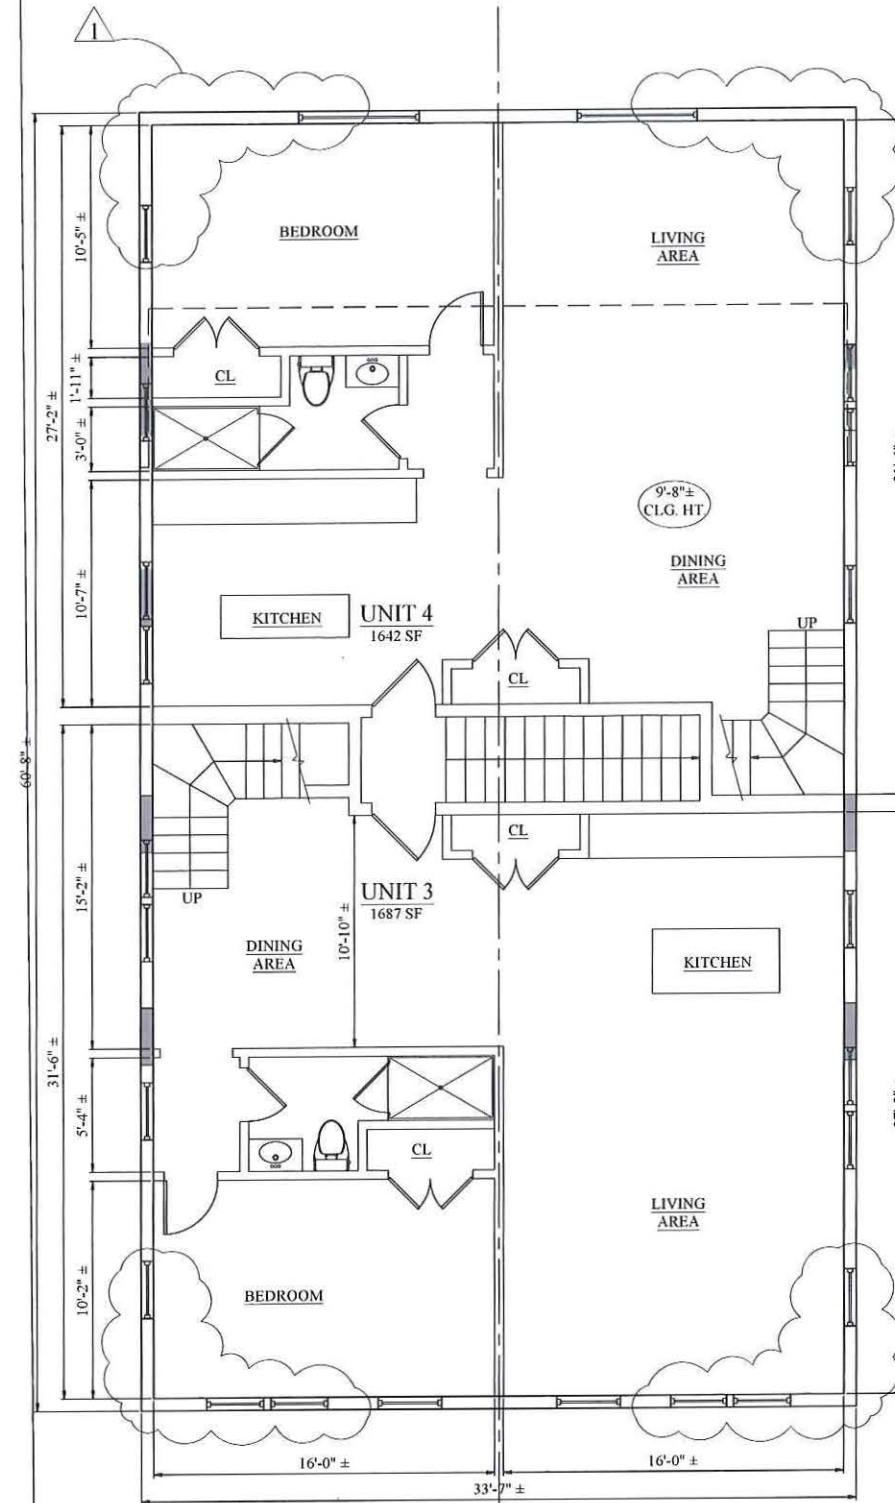 1
BEDROOM
LIVING
AREA
10'-5" ±
CL
1'-11" ±
27'-2" ±
3'-0" ±
9'-8"±
CLG. HT.
DINING
AREA
10'-7" ±
KITCHEN
UNIT 4
1642 SF
UP
CL
60'-8" ±
CL
15'-2" ±
UP
UNIT 3
1687 SF
10'-10" ±
DINING
AREA
KITCHEN
31'-6" ±
5'-4" ±
CL
LIVING
AREA
10'-2" ±
BEDROOM
16'-0" ±
16'-0" ±
33'-7" ±